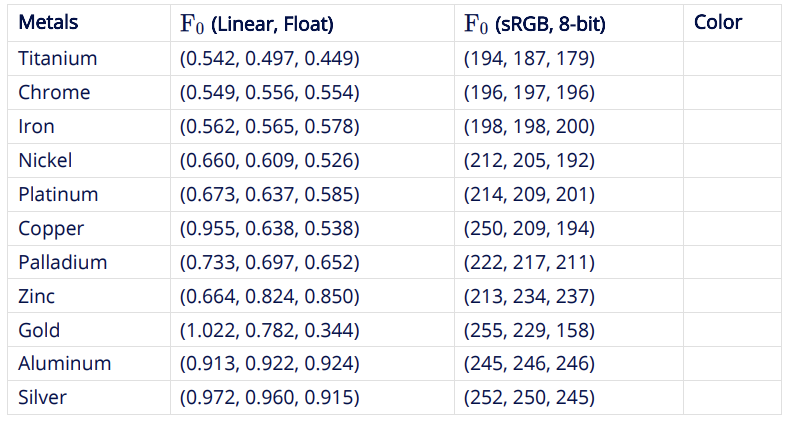 Metals F0 (Linear, Float) F0 (sRGB, 8-bit) Color
Titanium (0.542, 0.497, 0.449) (194, 187, 179)
Chrome (0.549, 0.556, 0.554) (196, 197, 196)
Iron (0.562, 0.565, 0.578) (198, 198, 200)
Nickel (0.660, 0.609, 0.526) (212, 205, 192)
Platinum (0.673, 0.637, 0.585) (214, 209, 201)
Copper (0.955, 0.638, 0.538) (250, 209, 194)
Palladium (0.733, 0.697, 0.652) (222, 217, 211)
Zinc (0.664, 0.824, 0.850) (213, 234, 237)
Gold (1.022, 0.782, 0.344) (255, 229, 158)
Aluminum (0.913, 0.922, 0.924) (245, 246, 246)
Silver (0.972, 0.960, 0.915) (252, 250, 245)